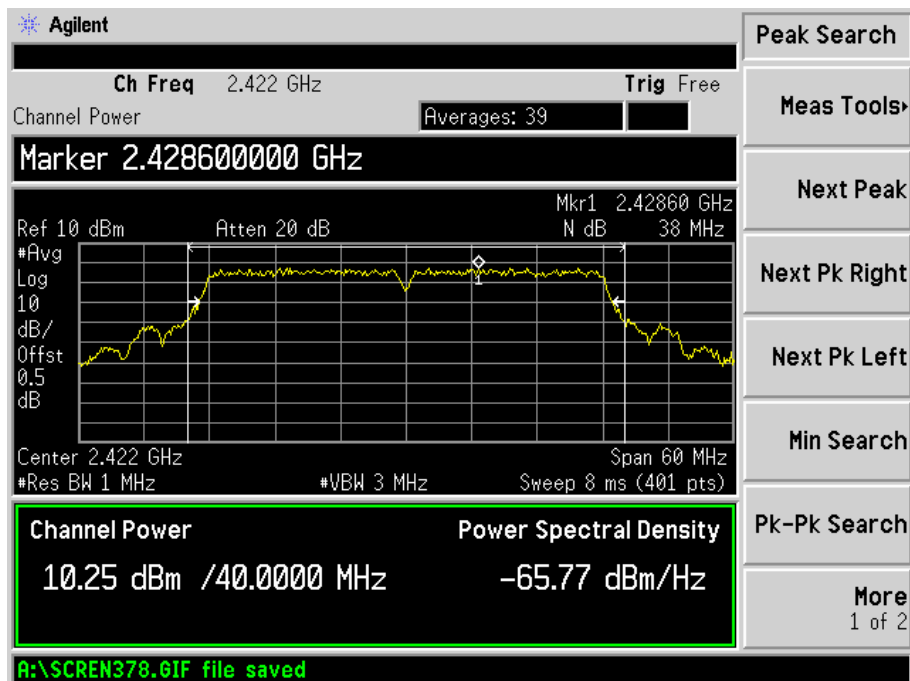 Agilent
Peak Search
Ch Freq 2.422 GHz Trig Free
Channel Power Averages: 39
Meas Tools
Marker 2.428600000 GHz
Mkr1 2.42860 GHz
Next Peak
Ref 10 dBm Atten 20 dB N dB 38 MHz
#Avg
Log
10
dB/
Offst
0.5
dB
1
Next Pk Right
Next Pk Left
Center 2.422 GHz Span 60 MHz
#Res BW 1 MHz #VBW 3 MHz Sweep 8 ms (401 pts)
Min Search
Channel Power Power Spectral Density
10.25 dBm /40.0000 MHz -65.77 dBm/Hz
Pk-Pk Search
More
1 of 2
A:\SCREN378.GIF file saved